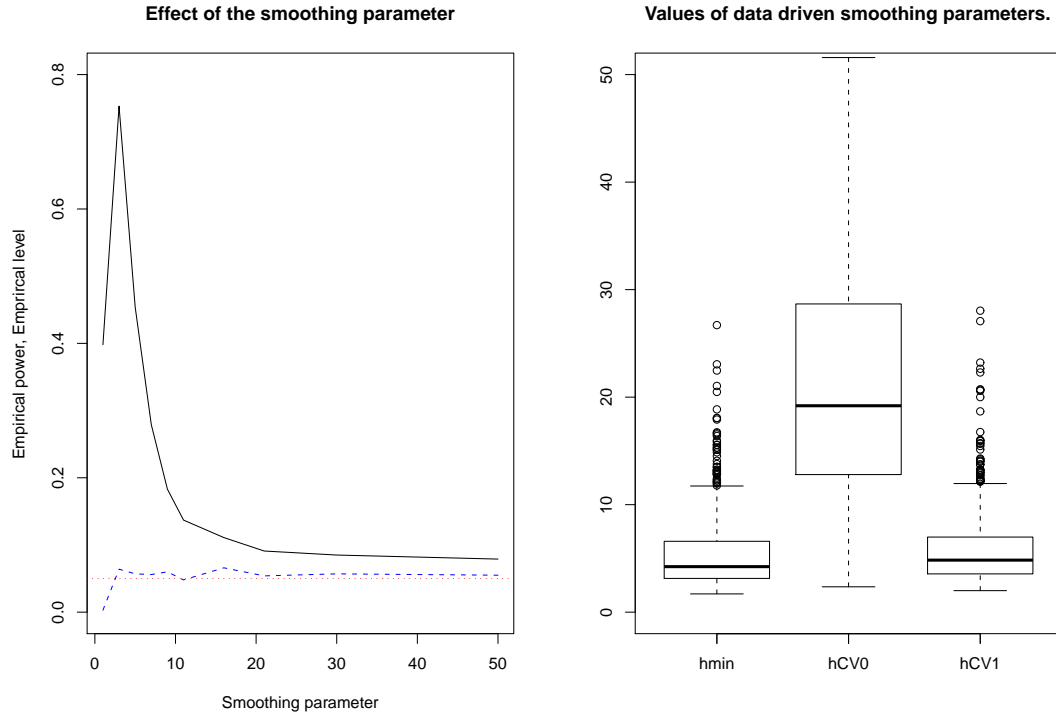 Effect of the smoothing parameter
Empirical power, Emprircal level
0.8
0.6
0.4
0.2
0.0
0 10 20 30 40 50
Smoothing parameter
Values of data driven smoothing parameters.
50
40
30
20
10
0
hmin hCV0 hCV1